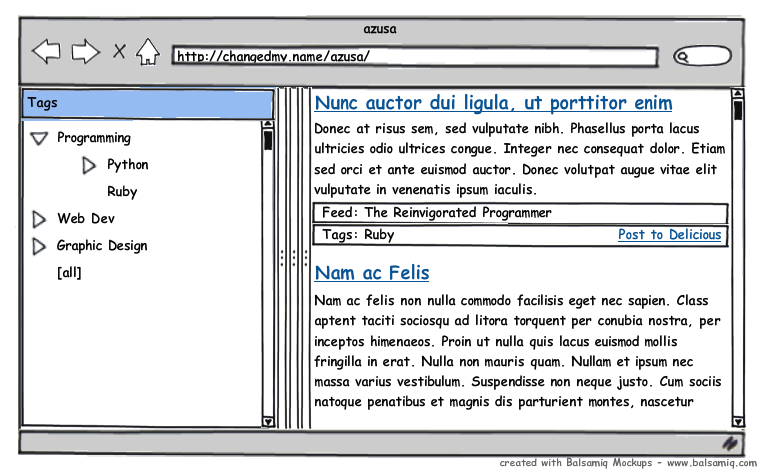 azusa
http://changedmy.name/azusa/
Tags
Programming
Python
Ruby
Web Dev
Graphic Design
[all]
Nunc auctor dui ligula, ut porttitor enim
Donec at risus sem, sed vulputate nibh. Phasellus porta lacus
ultricies odio ultrices congue. Integer nec consequat dolor. Etiam
sed orci et ante euismod auctor. Donec volutpat augue vitae elit
vulputate in venenatis ipsum iaculis.
Feed: The Reinvigorated Programmer
Tags: Ruby Post to Delicious
Nam ac Felis
Nam ac felis non nulla commodo facilisis eget nec sapien. Class
aptent taciti sociosqu ad litora torquent per conubia nostra, per
inceptos himenaeos. Proin ut nulla quis lacus euismod mollis
fringilla in erat. Nulla non mauris quam. Nullam et ipsum nec
massa varius vestibulum. Suspendisse non neque justo. Cum sociis
natoque penatibus et magnis dis parturient montes, nascetur
created with Balsamiq Mockups - www.balsamiq.com